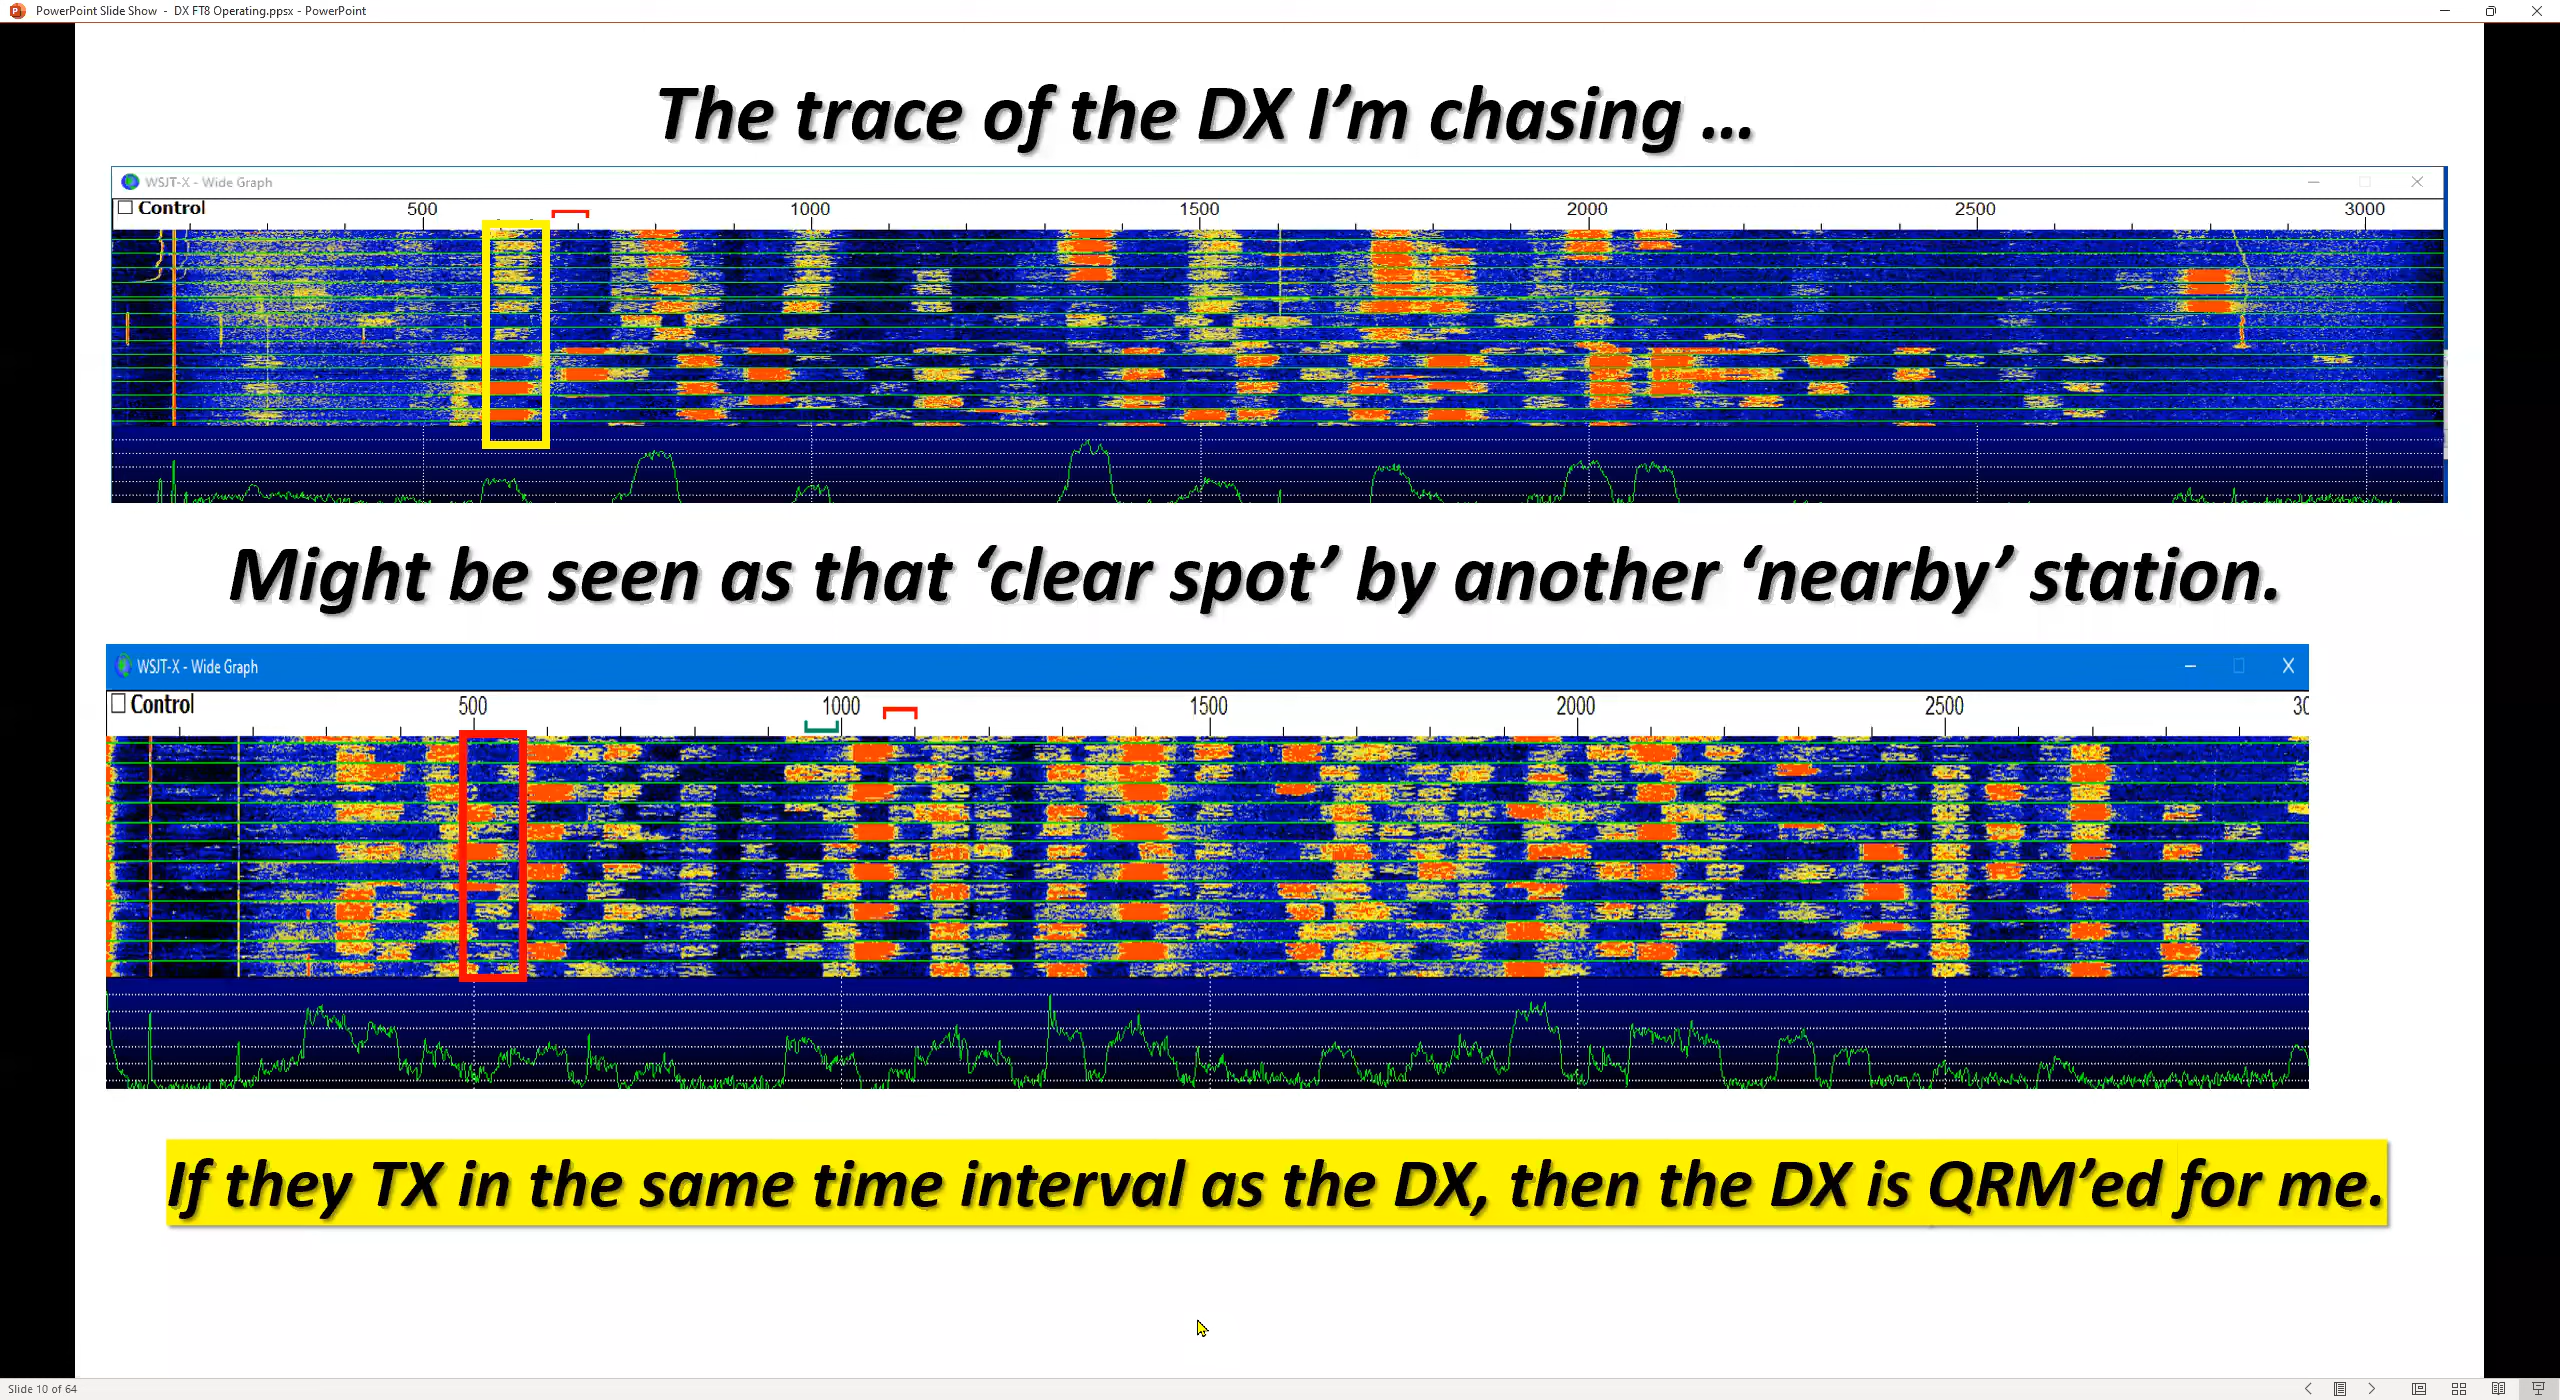 PowerPoint Slide Show - DX FT8 Operating.ppsx - PowerPoint
The trace of the DX I’m chasing ...
WSJT-X - Wide Graph
Control 500 1000 1500 2000 2500 3000
Might be seen as that ‘clear spot’ by another ‘nearby’ station.
WSJT-X - Wide Graph
Control 500 1000 1500 2000 2500 30
If they TX in the same time interval as the DX, then the DX is QRM’ed for me.
Slide 10 of 64